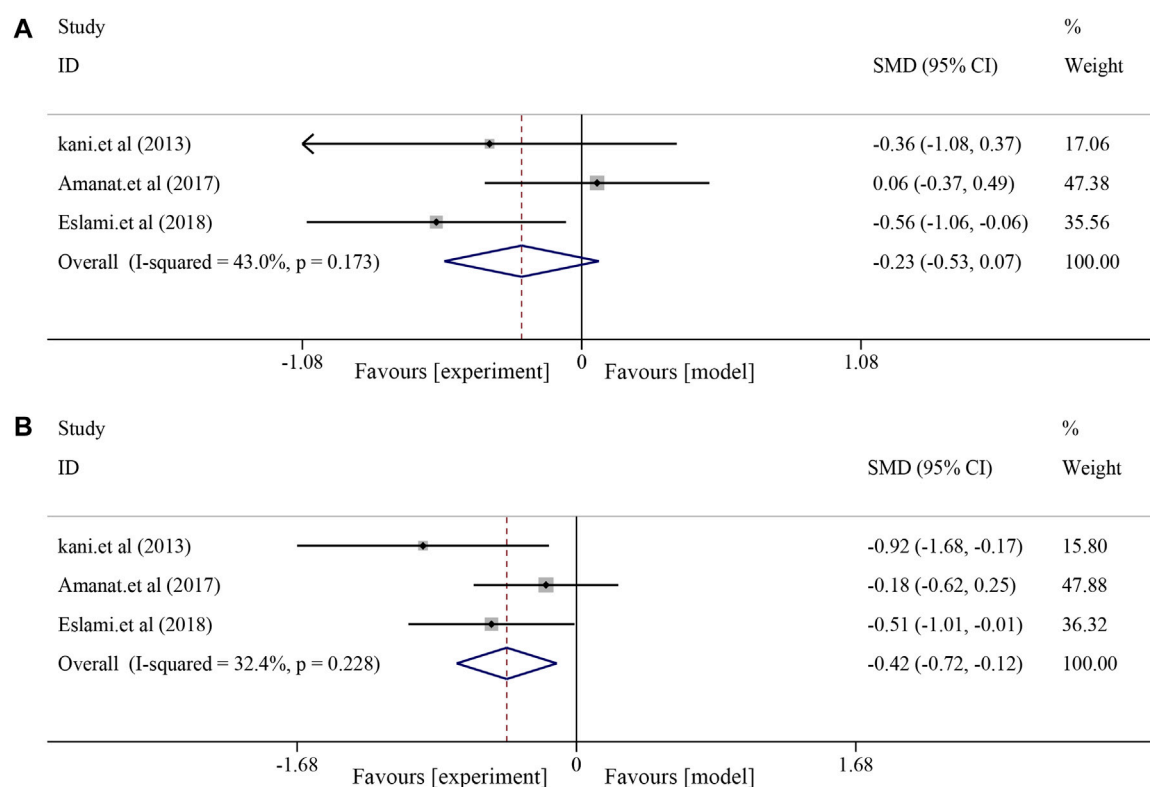 A
Study %
ID SMD (95% CI) Weight
kani.et al (2013) -0.36 (-1.08, 0.37) 17.06
Amanat.et al (2017) 0.06 (-0.37, 0.49) 47.38
Eslami.et al (2018) -0.56 (-1.06, -0.06) 35.56
Overall (I-squared = 43.0%, p = 0.173) -0.23 (-0.53, 0.07) 100.00
-1.08 0 1.08
Favours [experiment] Favours [model]
B
Study %
ID SMD (95% CI) Weight
kani.et al (2013) -0.92 (-1.68, -0.17) 15.80
Amanat.et al (2017) -0.18 (-0.62, 0.25) 47.88
Eslami.et al (2018) -0.51 (-1.01, -0.01) 36.32
Overall (I-squared = 32.4%, p = 0.228) -0.42 (-0.72, -0.12) 100.00
-1.68 0 1.68
Favours [experiment] Favours [model]